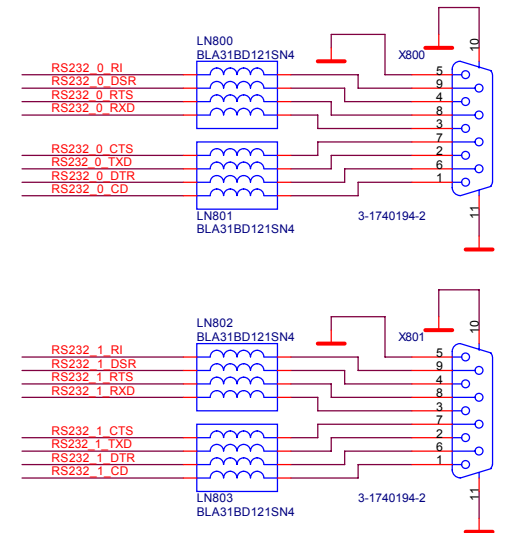 LN800
BLA31BD121SN4
X800
10
RS232_0_RI
RS232_0_DSR
RS232_0_RTS
RS232_0_RXD
5
9
4
8
3
7
RS232_0_CTS
RS232_0_TXD
RS232_0_DTR
RS232_0_CD
2
6
1
LN801
BLA31BD121SN4
3-1740194-2
11
LN802
BLA31BD121SN4
X801
10
RS232_1_RI
RS232_1_DSR
RS232_1_RTS
RS232_1_RXD
5
9
4
8
3
7
RS232_1_CTS
RS232_1_TXD
RS232_1_DTR
RS232_1_CD
2
6
1
LN803
BLA31BD121SN4
3-1740194-2
11